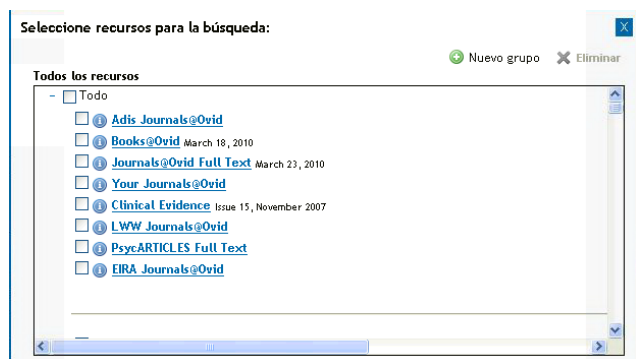 Seleccione recursos para la búsqueda:
X
Nuevo grupo Eliminar
Todos los recursos
- Todo
Adis Journals@Ovid
Books@Ovid March 18, 2010
Journals@Ovid Full Text March 23, 2010
Your Journals@Ovid
Clinical Evidence Issue 15, November 2007
LWW Journals@Ovid
PsycARTICLES Full Text
EIRA Journals@Ovid